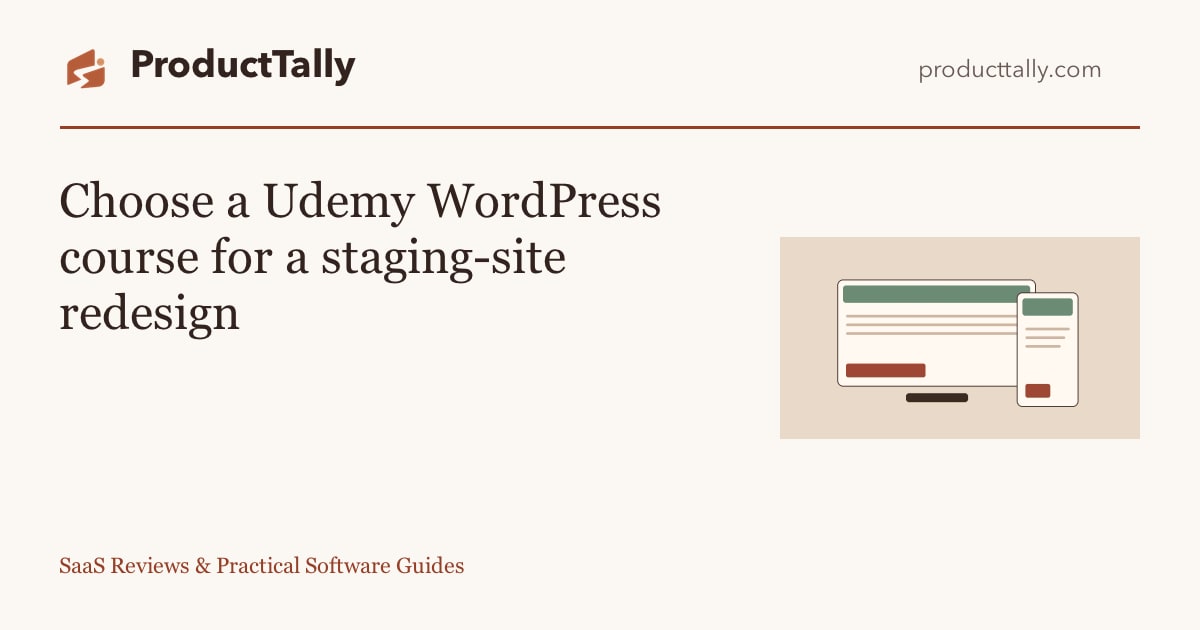 ProductTally
producttally.com
Choose a Udemy WordPress
course for a staging-site
redesign
SaaS Reviews & Practical Software Guides